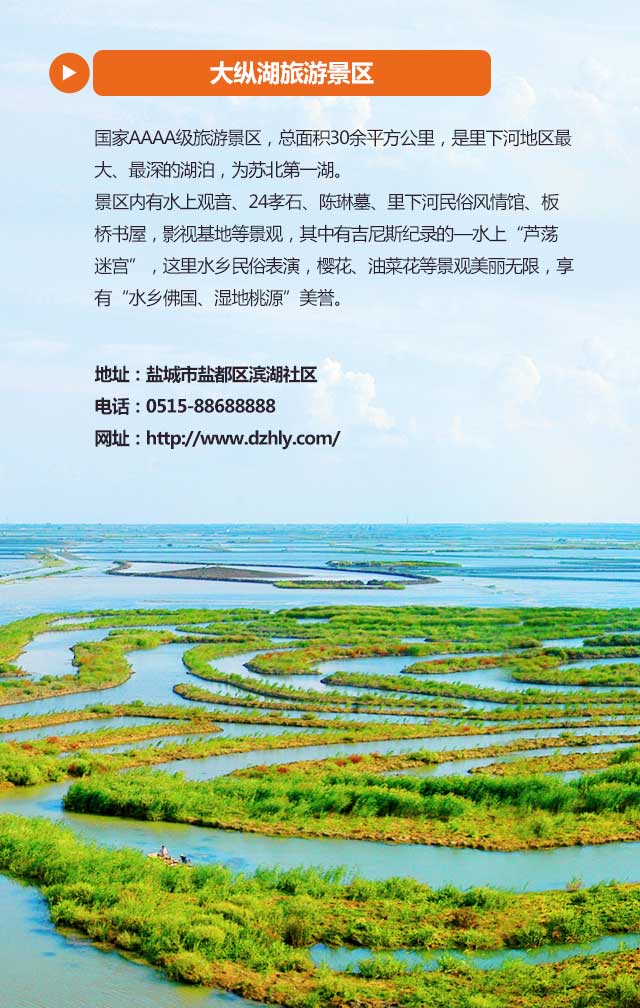 大纵湖旅游景区
国家AAAA级旅游景区，总面积30余平方公里，是里下河地区最
大、最深的湖泊，为苏北第一湖。
景区内有水上观音、24孝石、陈琳墓、里下河民俗风情馆、板
桥书屋，影视基地等景观，其中有吉尼斯纪录的—水上“芦荡
迷宫”，这里水乡民俗表演，樱花、油菜花等景观美丽无限，享
有“水乡佛国、湿地桃源”美誉。
地址：盐城市盐都区滨湖社区
电话：0515-88688888
网址：http://www.dzhly.com/